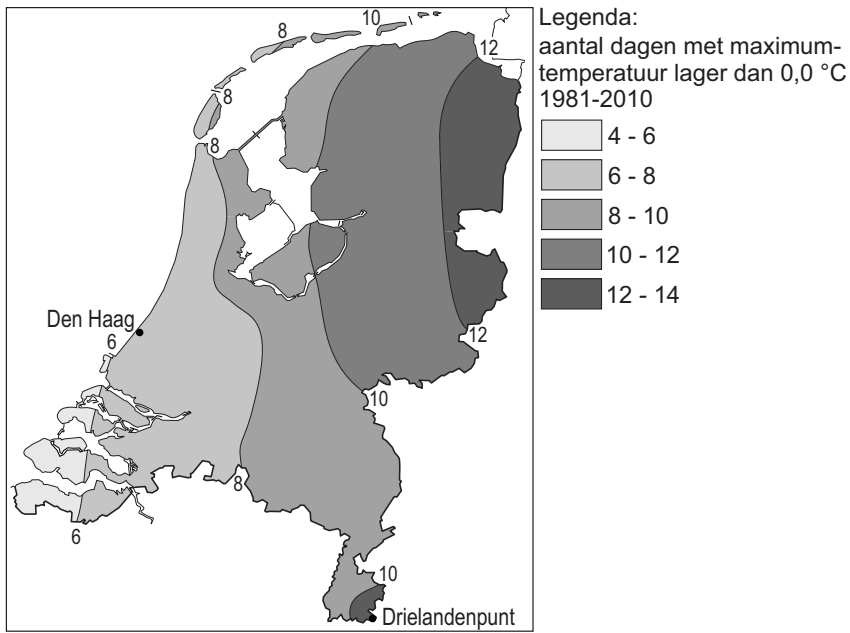 Legenda:
aantal dagen met maximum-
temperatuur lager dan 0,0 °C
1981-2010
4 - 6
6 - 8
8 - 10
10 - 12
12 - 14
10
8
12
8
8
Den Haag
6
12
10
8
6
10
Drielandenpunt